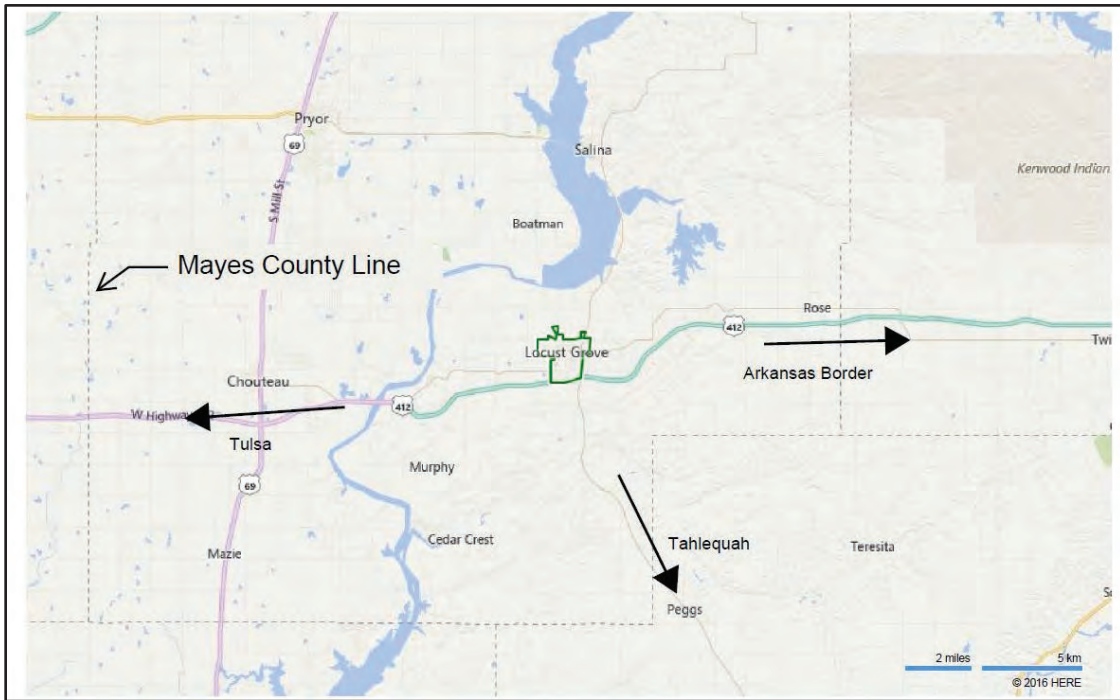 Pryor
69
S Mill St
Salina
Kenwood Indian
Boatman
Mayes County Line
Rose
412
Locust Grove
Twi
Arkansas Border
Chouteau
412
W Highway
Tulsa
Murphy
69
Cedar Crest
Tahlequah
Mazie
Teresita
Peggs
2 miles
5 km
© 2016 HERE